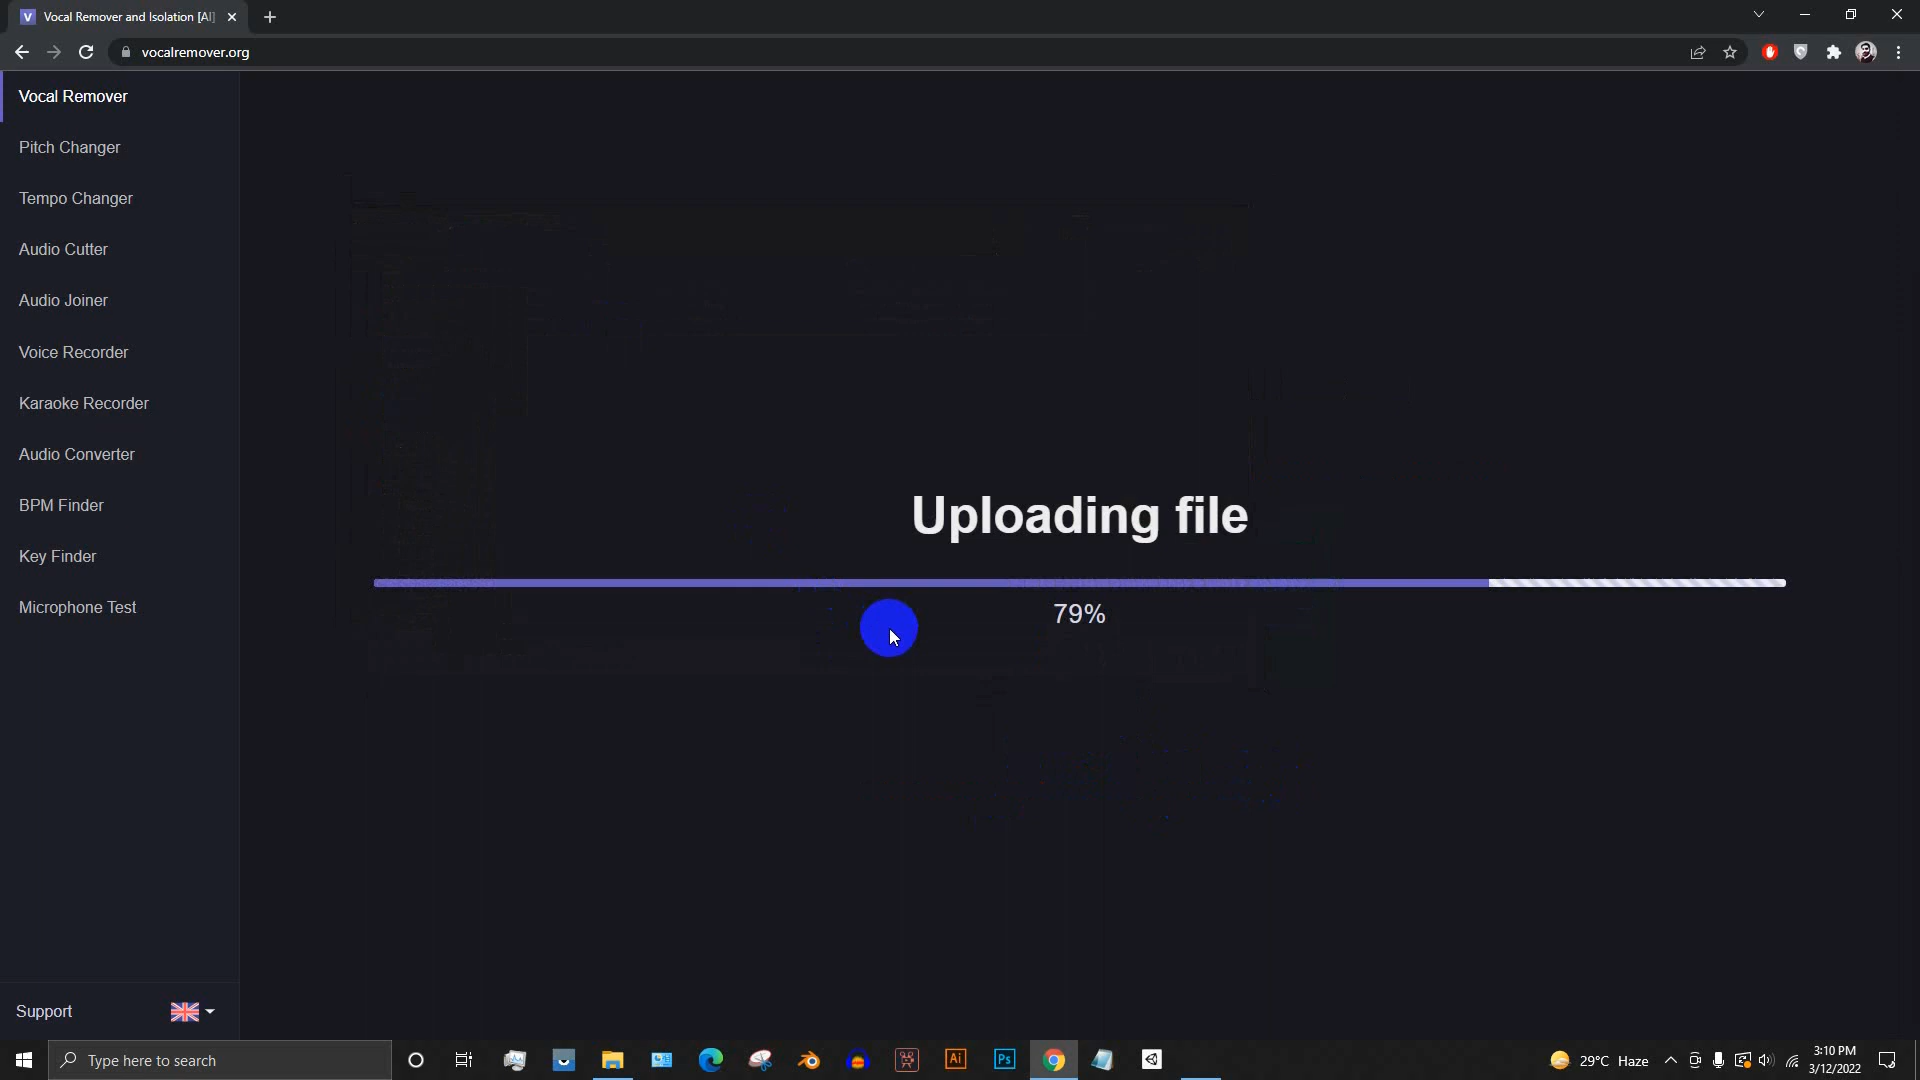 Vocal Remover and Isolation [AI]
vocalremover.org
Vocal Remover
Pitch Changer
Tempo Changer
Audio Cutter
Audio Joiner
Voice Recorder
Karaoke Recorder
Audio Converter
BPM Finder
Key Finder
Microphone Test
Uploading file
79%
Support
Type here to search
Ai
Ps
29°C Haze
3:10 PM
3/12/2022